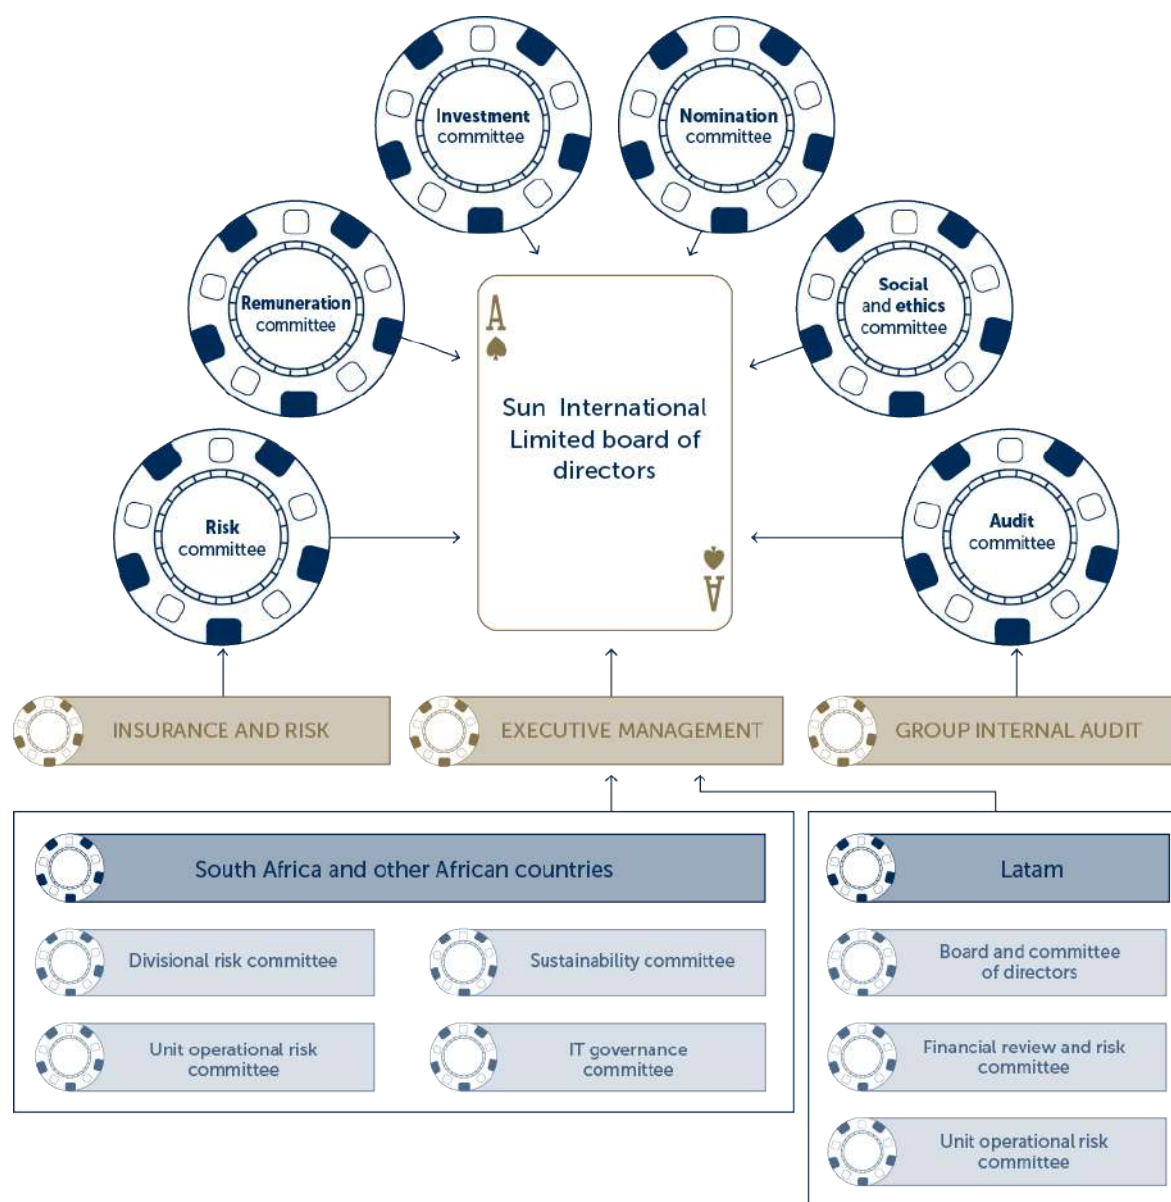 Investment
committee
Nomination
committee
Remuneration
committee
Social
and ethics
committee
A
Sun International
Limited board of
directors
Risk
committee
Audit
committee
A
INSURANCE AND RISK
EXECUTIVE MANAGEMENT
GROUP INTERNAL AUDIT
South Africa and other African countries
Divisional risk committee
Sustainability committee
Unit operational risk
committee
IT governance
committee
Latam
Board and committee
of directors
Financial review and risk
committee
Unit operational risk
committee